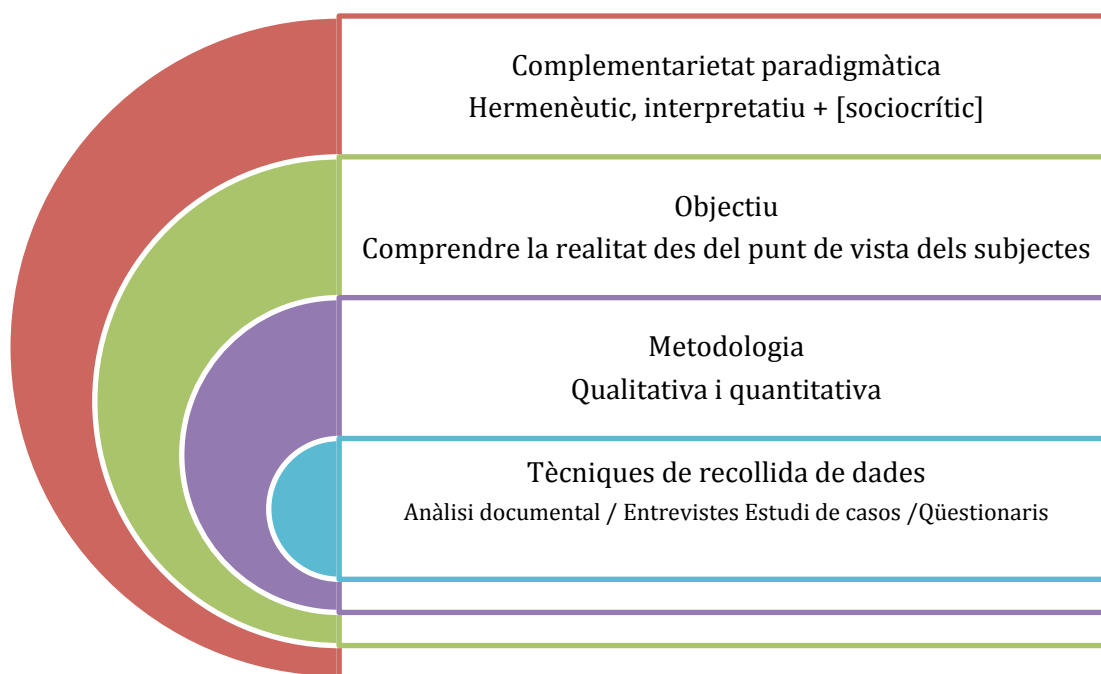 Complementarietat paradigmàtica
Hermenèutic, interpretatiu + [sociocrític]
Objectiu
Comprendre la realitat des del punt de vista dels subjectes
Metodologia
Qualitativa i quantitativa
Tècniques de recollida de dades
Anàlisi documental / Entrevistes Estudi de casos /Qüestionaris